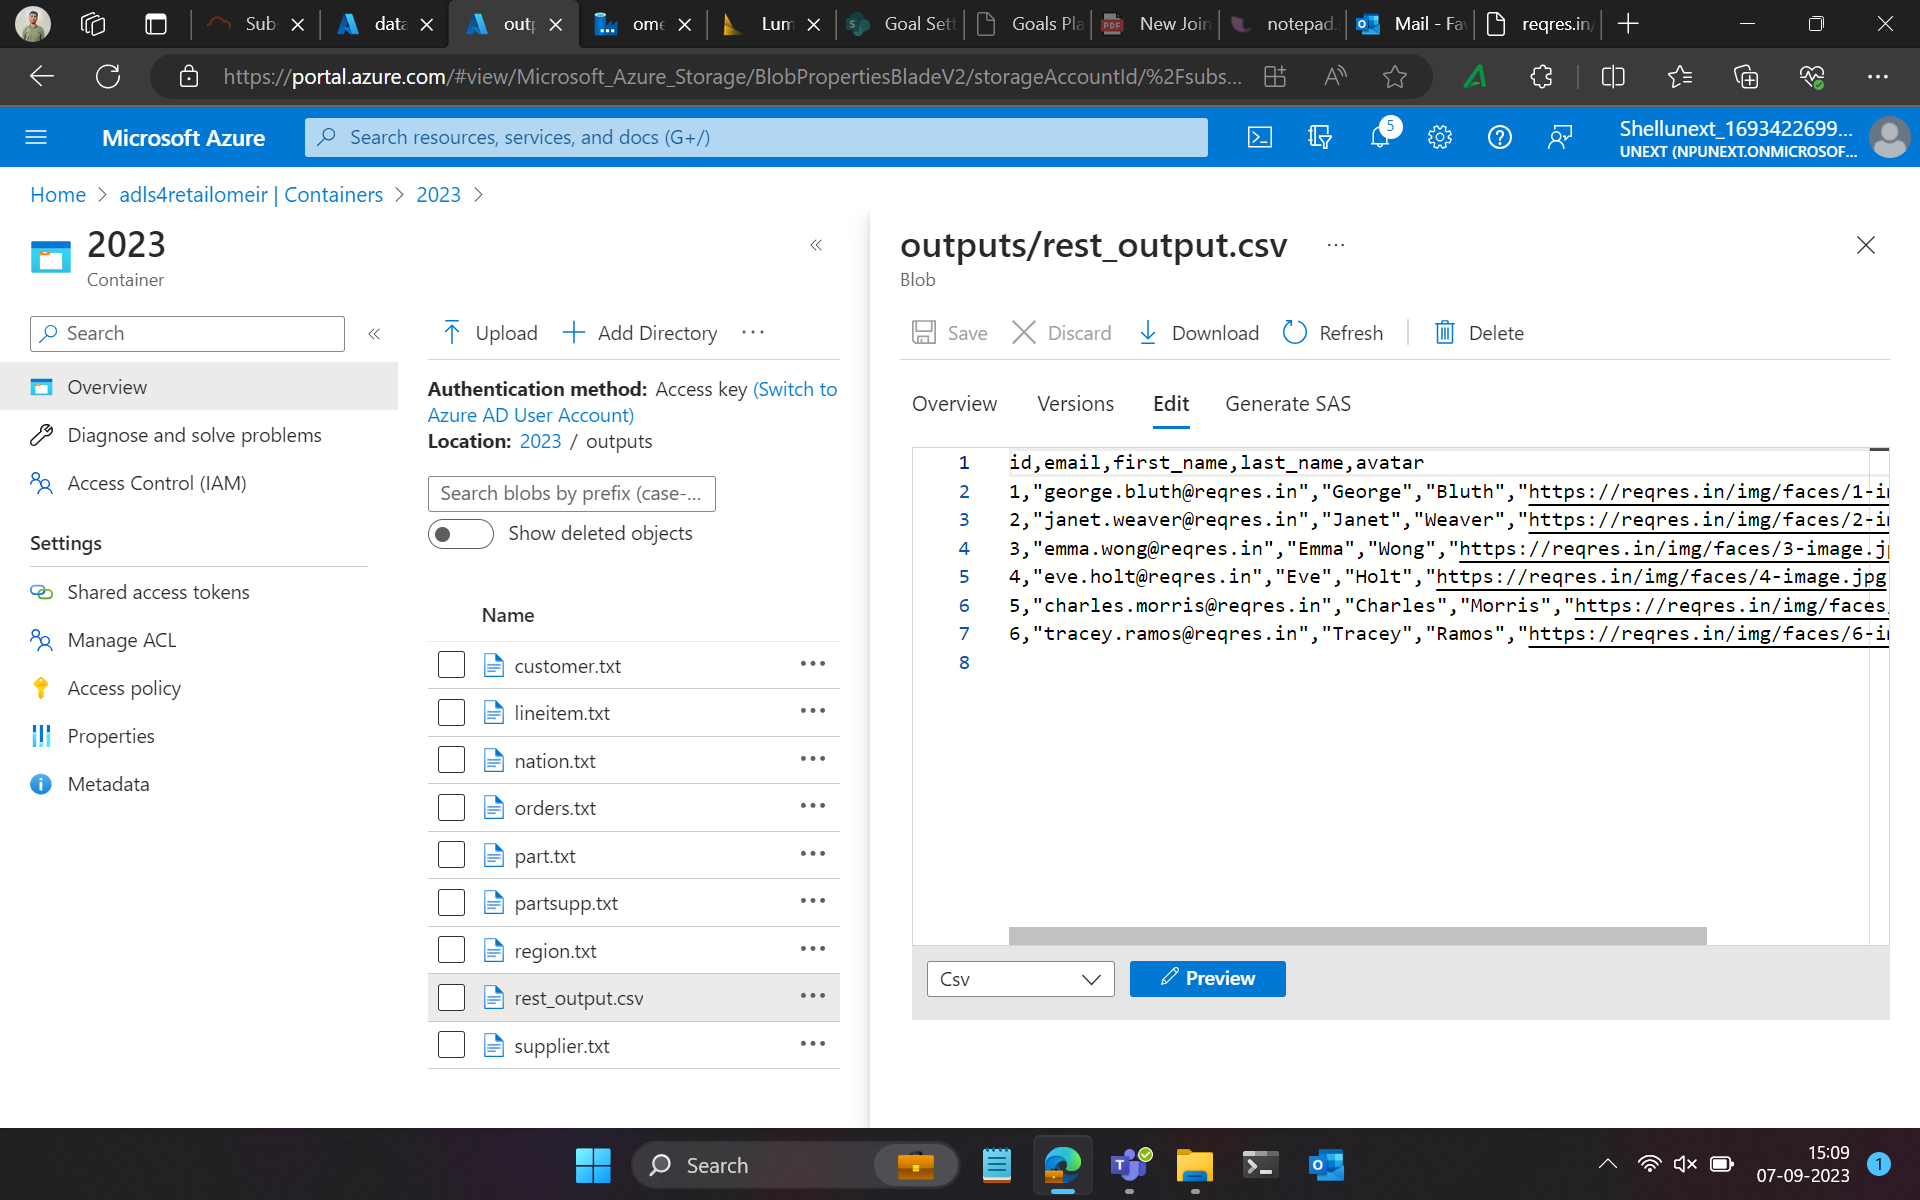 Sub
data
outp
ome
Lum
Goal Sett
Goals Pla
New Join
notepad.
Mail - Fa
reqres.in/
https://portal.azure.com/#view/Microsoft_Azure_Storage/BlobPropertiesBladeV2/storageAccountId/%2Fsubs...
Microsoft Azure
Search resources, services, and docs (G+/)
5
Shellunext_1693422699...
UNEXT (NPUNEXT.ONMICROSOF...
Home > adls4retailomeir | Containers > 2023 >
2023
Container
Search
Overview
Diagnose and solve problems
Access Control (IAM)
Settings
Shared access tokens
Manage ACL
Access policy
Properties
Metadata
Upload
Add Directory
Authentication method: Access key (Switch to
Azure AD User Account)
Location: 2023 / outputs
Search blobs by prefix (case-...
Show deleted objects
Name
customer.txt
lineitem.txt
nation.txt
orders.txt
part.txt
partsupp.txt
region.txt
rest_output.csv
supplier.txt
outputs/rest_output.csv
Blob
Save
Discard
Download
Refresh
Delete
Overview
Versions
Edit
Generate SAS
1 id,email,first_name,last_name,avatar
2 1,"george.bluth@reqres.in","George","Bluth","https://reqres.in/img/faces/1-i
3 2,"janet.weaver@reqres.in","Janet","Weaver","https://reqres.in/img/faces/2-i
4 3,"emma.wong@reqres.in","Emma","Wong","https://reqres.in/img/faces/3-image.j
5 4,"eve.holt@reqres.in","Eve","Holt","https://reqres.in/img/faces/4-image.jpg
6 5,"charles.morris@reqres.in","Charles","Morris","https://reqres.in/img/faces/
7 6,"tracey.ramos@reqres.in","Tracey","Ramos","https://reqres.in/img/faces/6-i
8
Csv
Preview
Search
15:09
07-09-2023
1